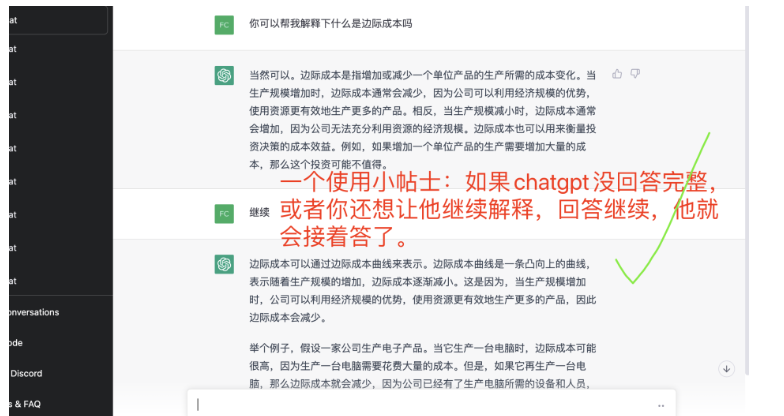 at
at
at
at
at
at
at
at
at
onversations
ode
Discord
s & FAQ
FC 你可以帮我解释下什么是边际成本吗
当然可以。边际成本是指增加或减少一个单位产品的生产所需的成本变化。当
生产规模增加时，边际成本通常会减少，因为公司可以利用经济规模的优势，
使用资源更有效地生产更多的产品。相反，当生产规模减小时，边际成本通常
会增加，因为公司无法充分利用资源的经济规模。边际成本也可以用来衡量投
资决策的成本效益。例如，如果增加一个单位产品的生产需要增加大量的成
本，那么这个投资可能不值得。
一个使用小帖士：如果chatgpt没回答完整，
或者你还想让他继续解释，回答继续，他就
会接着答了。
FC 继续
边际成本可以通过边际成本曲线来表示。边际成本曲线是一条凸向上的曲线，
表示随着生产规模的增加，边际成本逐渐减小。这是因为，当生产规模增加
时，公司可以利用经济规模的优势，使用资源更有效地生产更多的产品，因此
边际成本会减少。
举个例子，假设一家公司生产电子产品。当它生产一台电脑时，边际成本可能
很高，因为生产一台电脑需要花费大量的成本。但是，如果它再生产一台电
脑，那么边际成本就会减少，因为公司已经有了生产电脑所需的设备和人员，